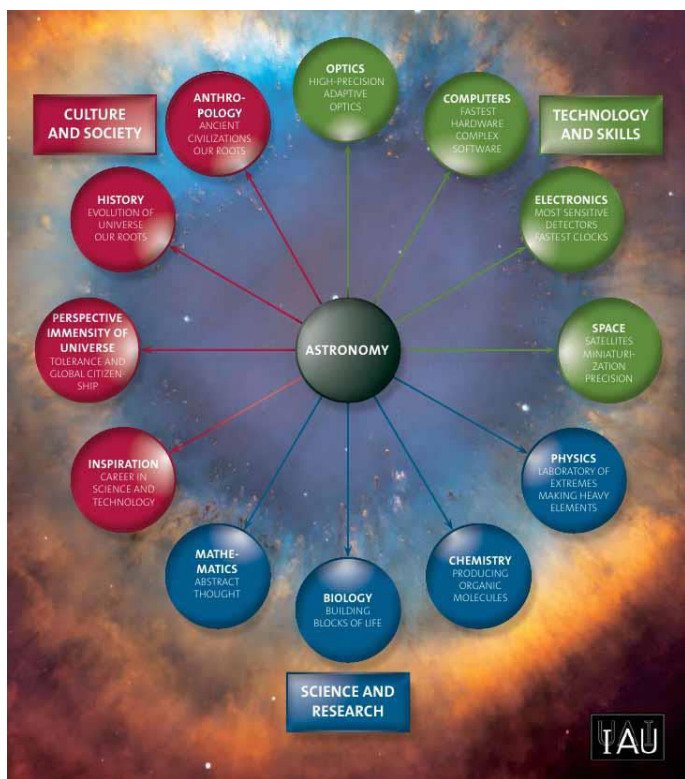 CULTURE
AND SOCIETY
ANTHRO-
POLOGY
ANCIENT
CIVILIZATIONS
OUR ROOTS
OPTICS
HIGH-PRECISION
ADAPTIVE
OPTICS
COMPUTERS
FASTEST
HARDWARE
COMPLEX
SOFTWARE
TECHNOLOGY
AND SKILLS
HISTORY
EVOLUTION OF
UNIVERSE
OUR ROOTS
ELECTRONICS
MOST SENSITIVE
DETECTORS
FASTEST CLOCKS
PERSPECTIVE
IMMENSITY OF
UNIVERSE
TOLERANCE AND
GLOBAL CITIZEN-
SHIP
ASTRONOMY
SPACE
SATELLITES
MINIATURI-
ZATION
PRECISION
INSPIRATION
CAREER IN
SCIENCE AND
TECHNOLOGY
PHYSICS
LABORATORY OF
EXTREMES
MAKING HEAVY
ELEMENTS
MATHE-
MATICS
ABSTRACT
THOUGHT
BIOLOGY
BUILDING
BLOCKS OF LIFE
CHEMISTRY
PRODUCING
ORGANIC
MOLECULES
SCIENCE AND
RESEARCH
IAU